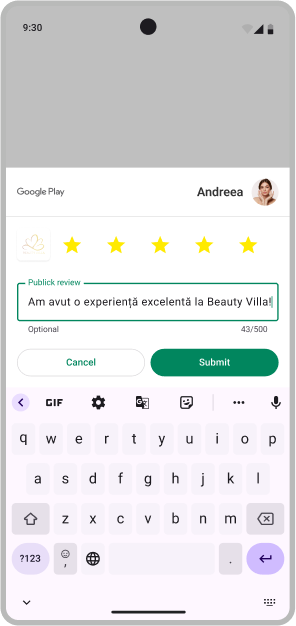 9:30
Google Play
Andreea
Publick review
Am avut o experiență excelentă la Beauty Villa!
Optional 43/500
Cancel Submit
GIF
q w e r t y u i o p
a s d f g h j k l
z x c v b n m
?123 , .